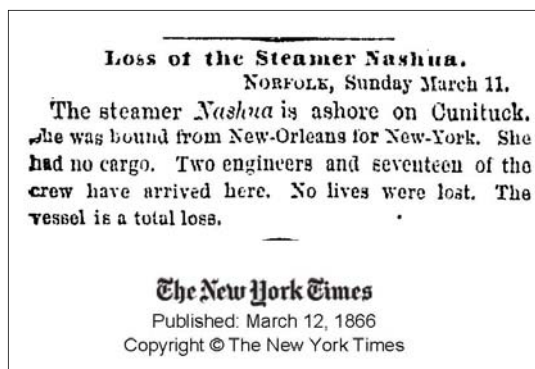 Loss of the Steamer Nashua.
NORFOLK, Sunday March 11.
The steamer Nashua is ashore on Cunituck.
She was bound from New-Orleans for New-York. She
had no cargo. Two engineers and seventeen of the
crew have arrived here. No lives were lost. The
vessel is a total loss.
The New York Times
Published: March 12, 1866
Copyright © The New York Times